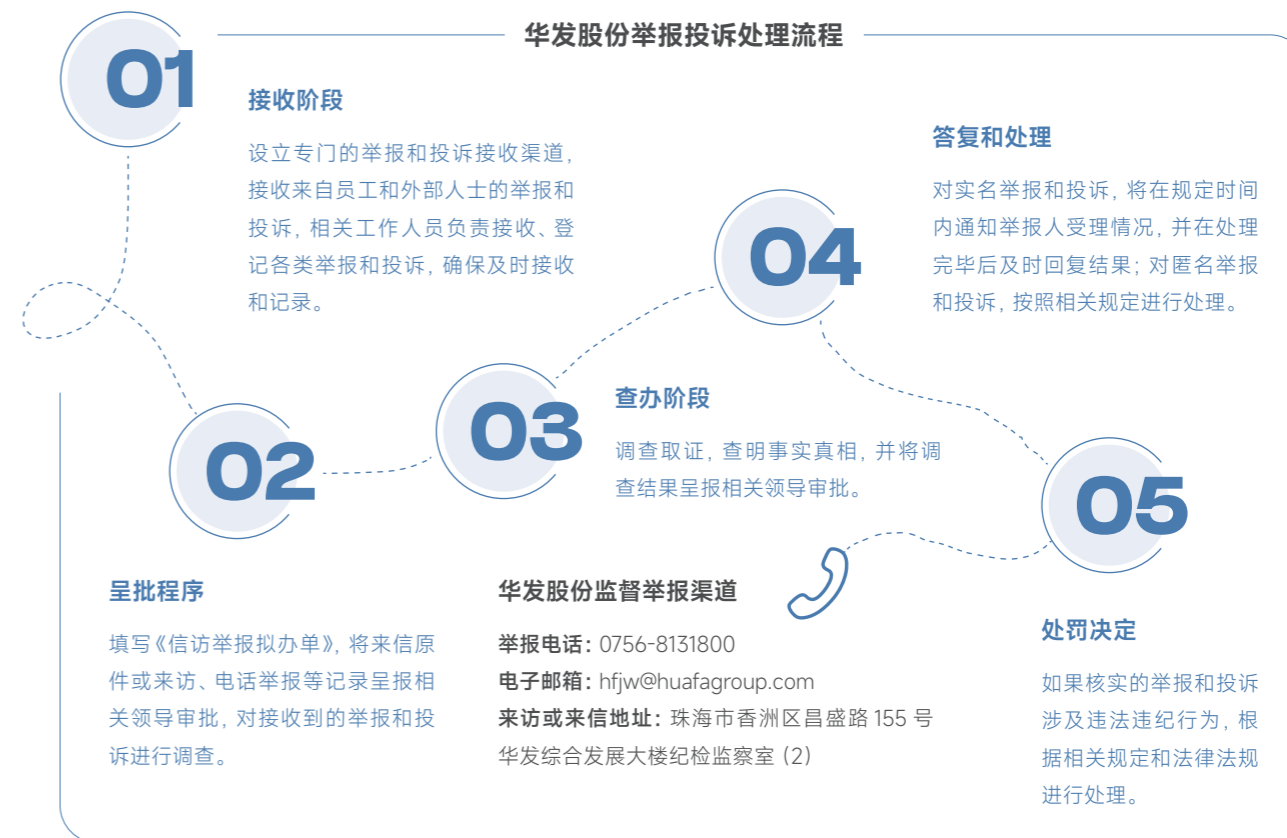 华发股份举报投诉处理流程
01
接收阶段
设立专门的举报和投诉接收渠道,
接收来自员工和外部人士的举报和
投诉, 相关工作人员负责接收、登
记各类举报和投诉, 确保及时接收
和记录。
02
呈批程序
填写《信访举报拟办单》, 将来信原
件或来访、电话举报等记录呈报相
关领导审批, 对接收到的举报和投
诉进行调查。
03
查办阶段
调查取证, 查明事实真相, 并将调
查结果呈报相关领导审批。
04
答复和处理
对实名举报和投诉, 将在规定时间
内通知举报人受理情况, 并在处理
完毕后及时回复结果; 对匿名举报
和投诉, 按照相关规定进行处理。
05
处罚决定
如果核实的举报和投诉
涉及违法违纪行为, 根
据相关规定和法律法规
进行处理。
华发股份监督举报渠道
举报电话: 0756-8131800
电子邮箱: hfjw@huafagroup.com
来访或来信地址: 珠海市香洲区昌盛路 155 号
华发综合发展大楼纪检监察室 (2)